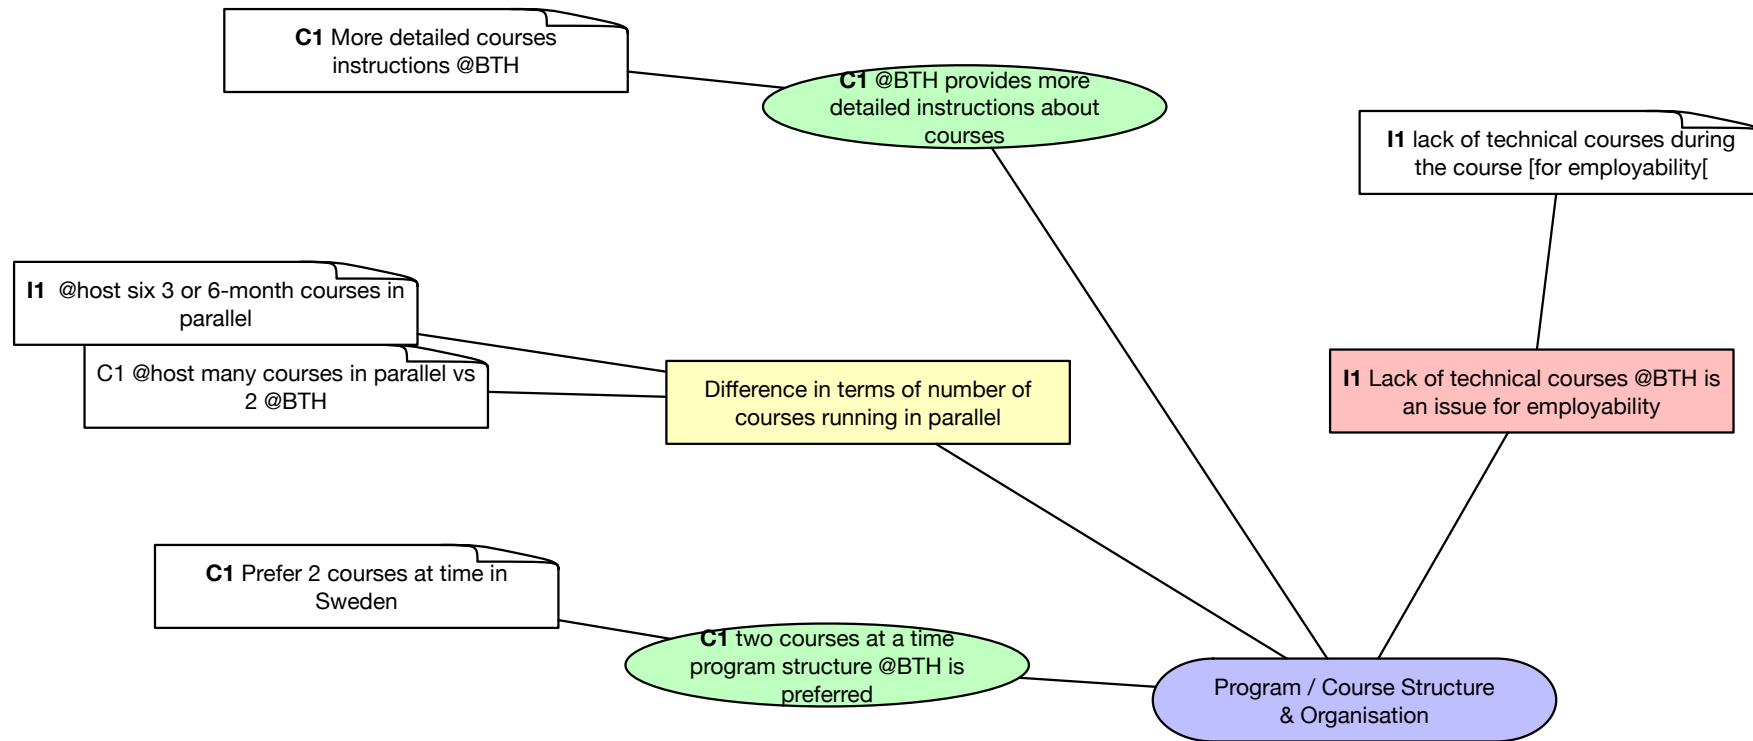 C1 More detailed courses
instructions @BTH
C1 @BTH provides more
detailed instructions about
courses
I1 lack of technical courses during
the course [for employability[
I1 @host six 3 or 6-month courses in
parallel
C1 @host many courses in parallel vs
2 @BTH
Difference in terms of number of
courses running in parallel
I1 Lack of technical courses @BTH is
an issue for employability
C1 Prefer 2 courses at time in
Sweden
C1 two courses at a time
program structure @BTH is
preferred
Program / Course Structure
& Organisation